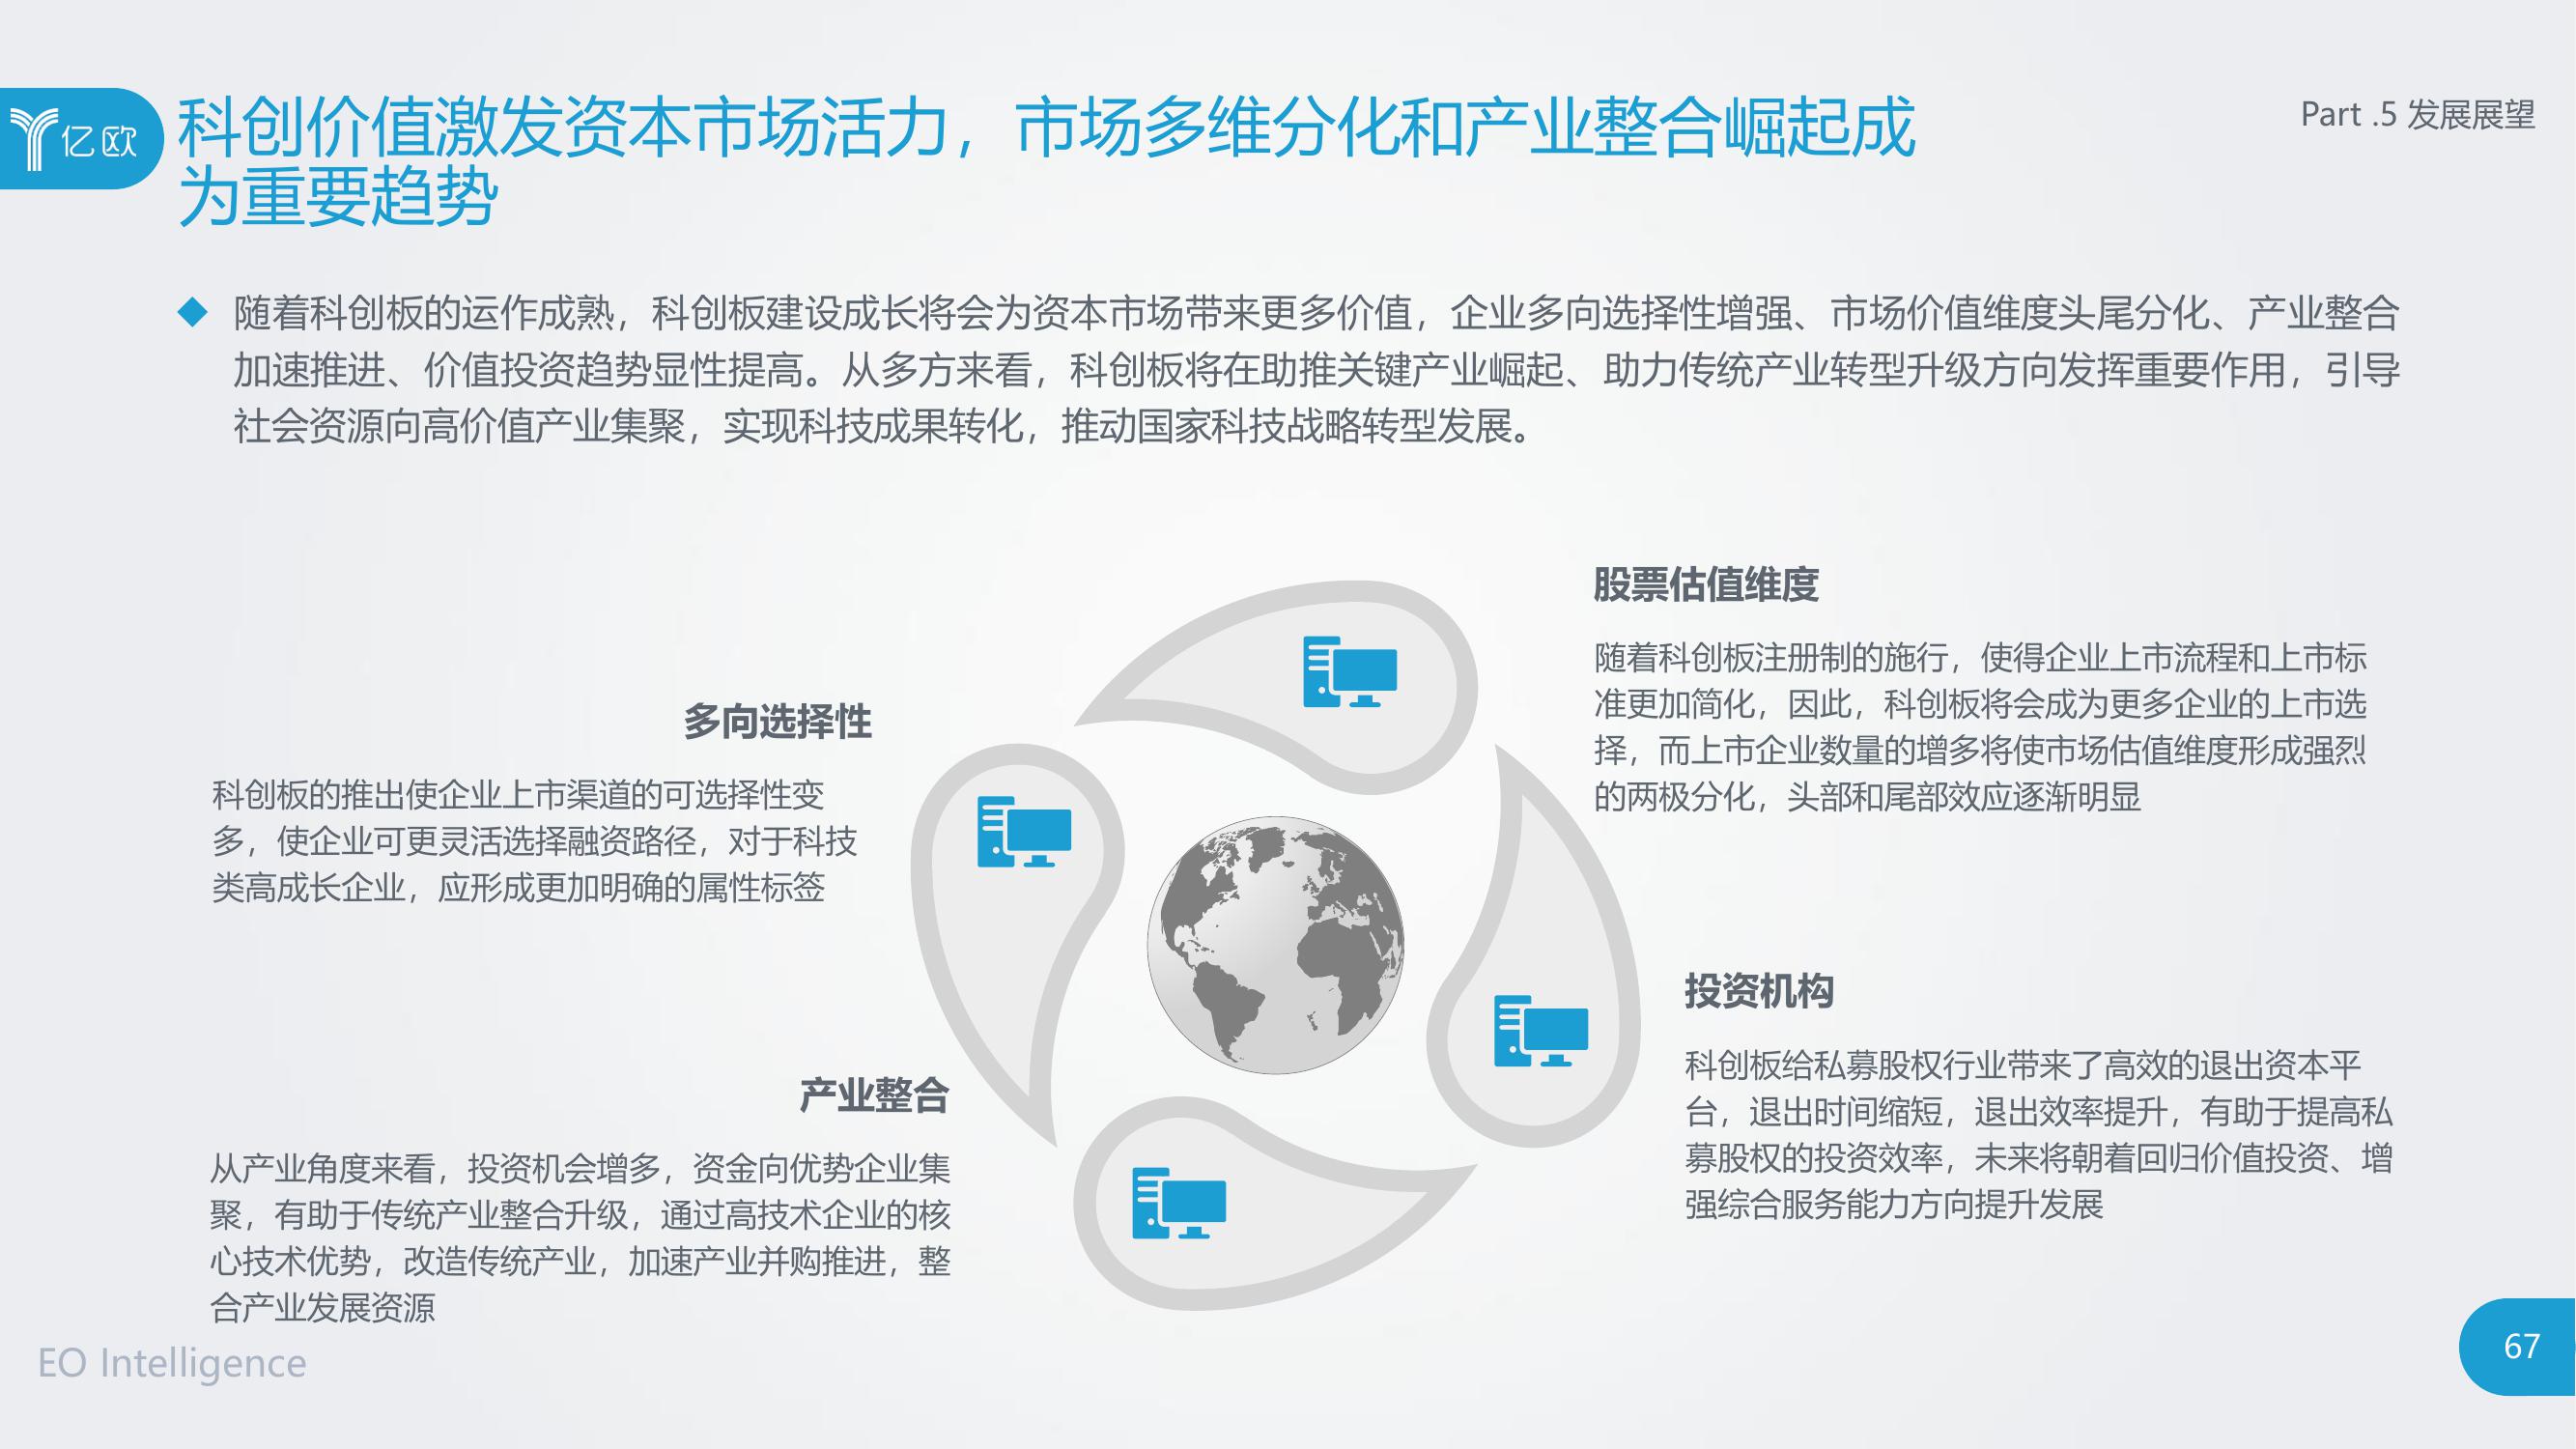 亿欧
科创价值激发资本市场活力，市场多维分化和产业整合崛起成
为重要趋势
Part .5 发展展望
随着科创板的运作成熟，科创板建设成长将会为资本市场带来更多价值，企业多向选择性增强、市场价值维度头尾分化、产业整合
加速推进、价值投资趋势显性提高。从多方来看，科创板将在助推关键产业崛起、助力传统产业转型升级方向发挥重要作用，引导
社会资源向高价值产业集聚，实现科技成果转化，推动国家科技战略转型发展。
股票估值维度
随着科创板注册制的施行，使得企业上市流程和上市标
准更加简化，因此，科创板将会成为更多企业的上市选
择，而上市企业数量的增多将使市场估值维度形成强烈
的两极分化，头部和尾部效应逐渐明显
多向选择性
科创板的推出使企业上市渠道的可选择性变
多，使企业可更灵活选择融资路径，对于科技
类高成长企业，应形成更加明确的属性标签
投资机构
科创板给私募股权行业带来了高效的退出资本平
台，退出时间缩短，退出效率提升，有助于提高私
募股权的投资效率，未来将朝着回归价值投资、增
强综合服务能力方向提升发展
产业整合
从产业角度来看，投资机会增多，资金向优势企业集
聚，有助于传统产业整合升级，通过高技术企业的核
心技术优势，改造传统产业，加速产业并购推进，整
合产业发展资源
EO Intelligence
67